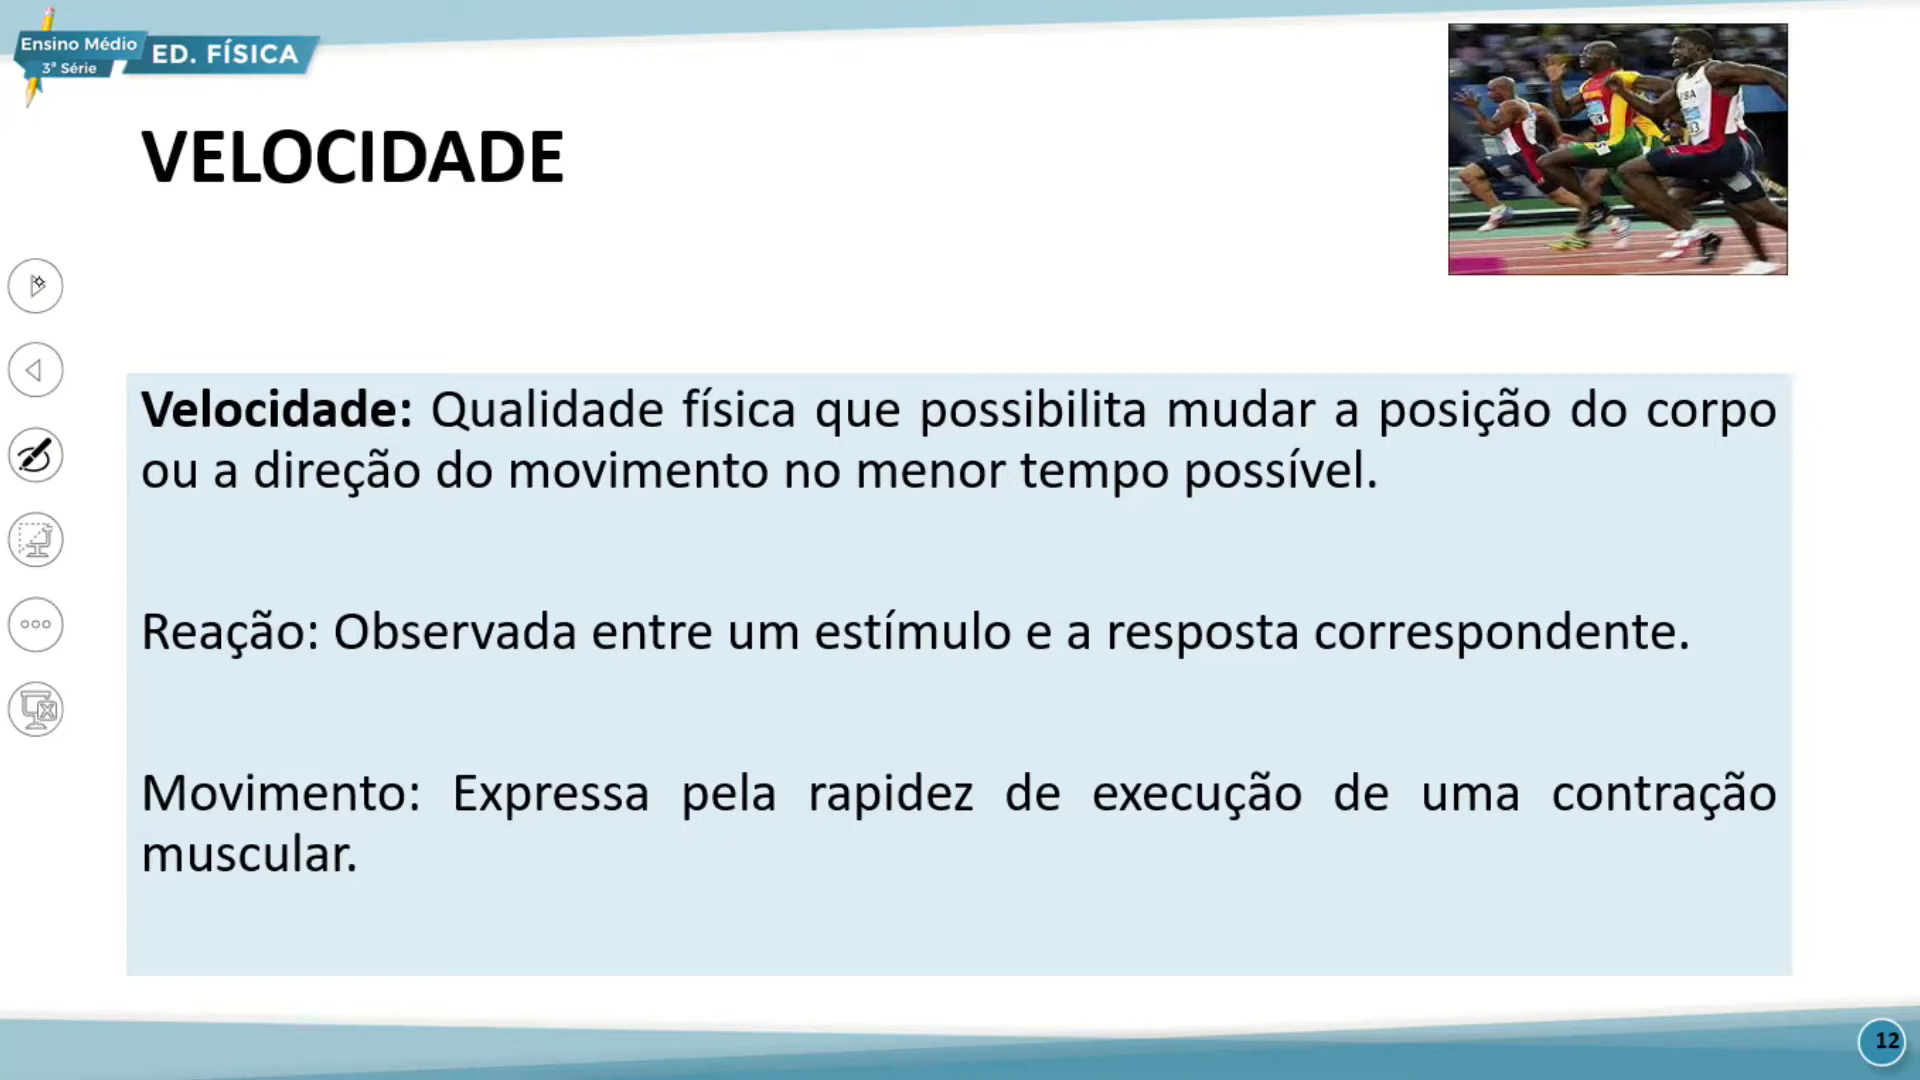 Ensino Médio
3ª Série
ED. FÍSICA
VELOCIDADE
USA
Velocidade: Qualidade física que possibilita mudar a posição do corpo
ou a direção do movimento no menor tempo possível.
Reação: Observada entre um estímulo e a resposta correspondente.
Movimento: Expressa pela rapidez de execução de uma contração
muscular.
12